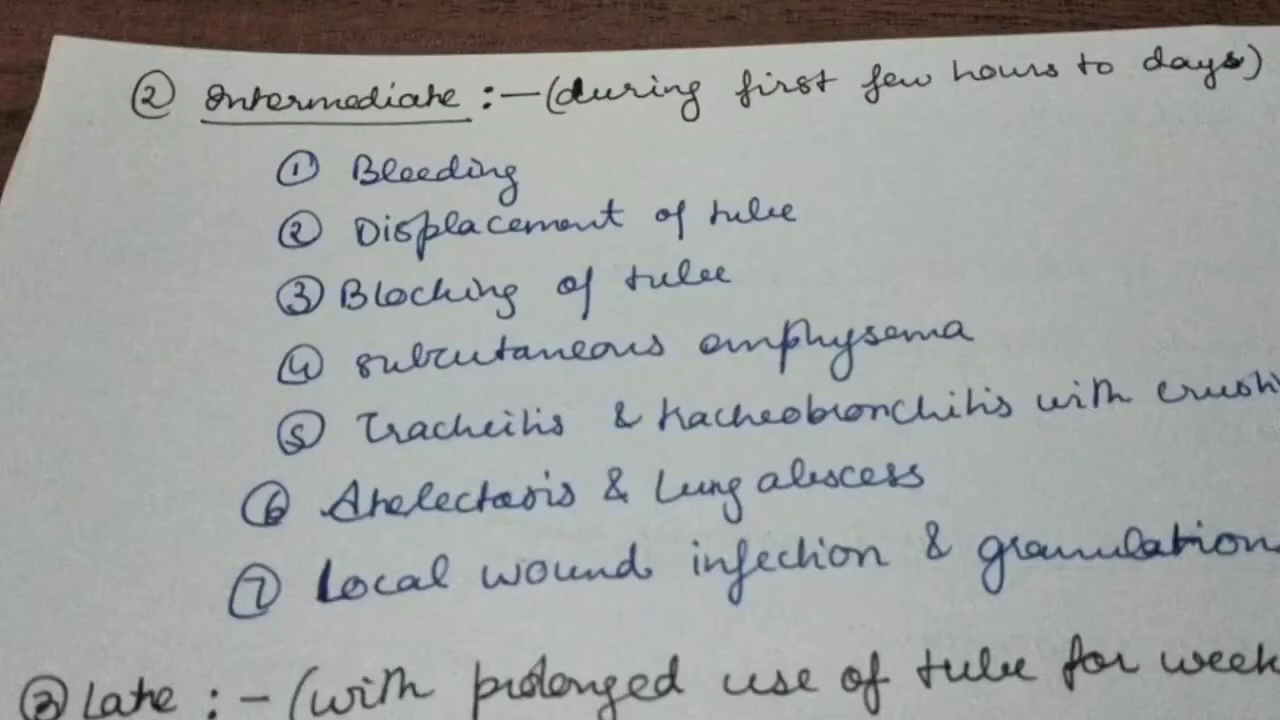 ② Intermediate :- (during first few hours to days)
① Bleeding
② Displacement of tube
③ Blocking of tube
④ subcutaneous emphysema
⑤ Tracheitis & tracheobronchitis with crusti
⑥ Atelectasis & Lung abscess
⑦ Local wound infection & granulation
③ Late :- (with prolonged use of tube for week